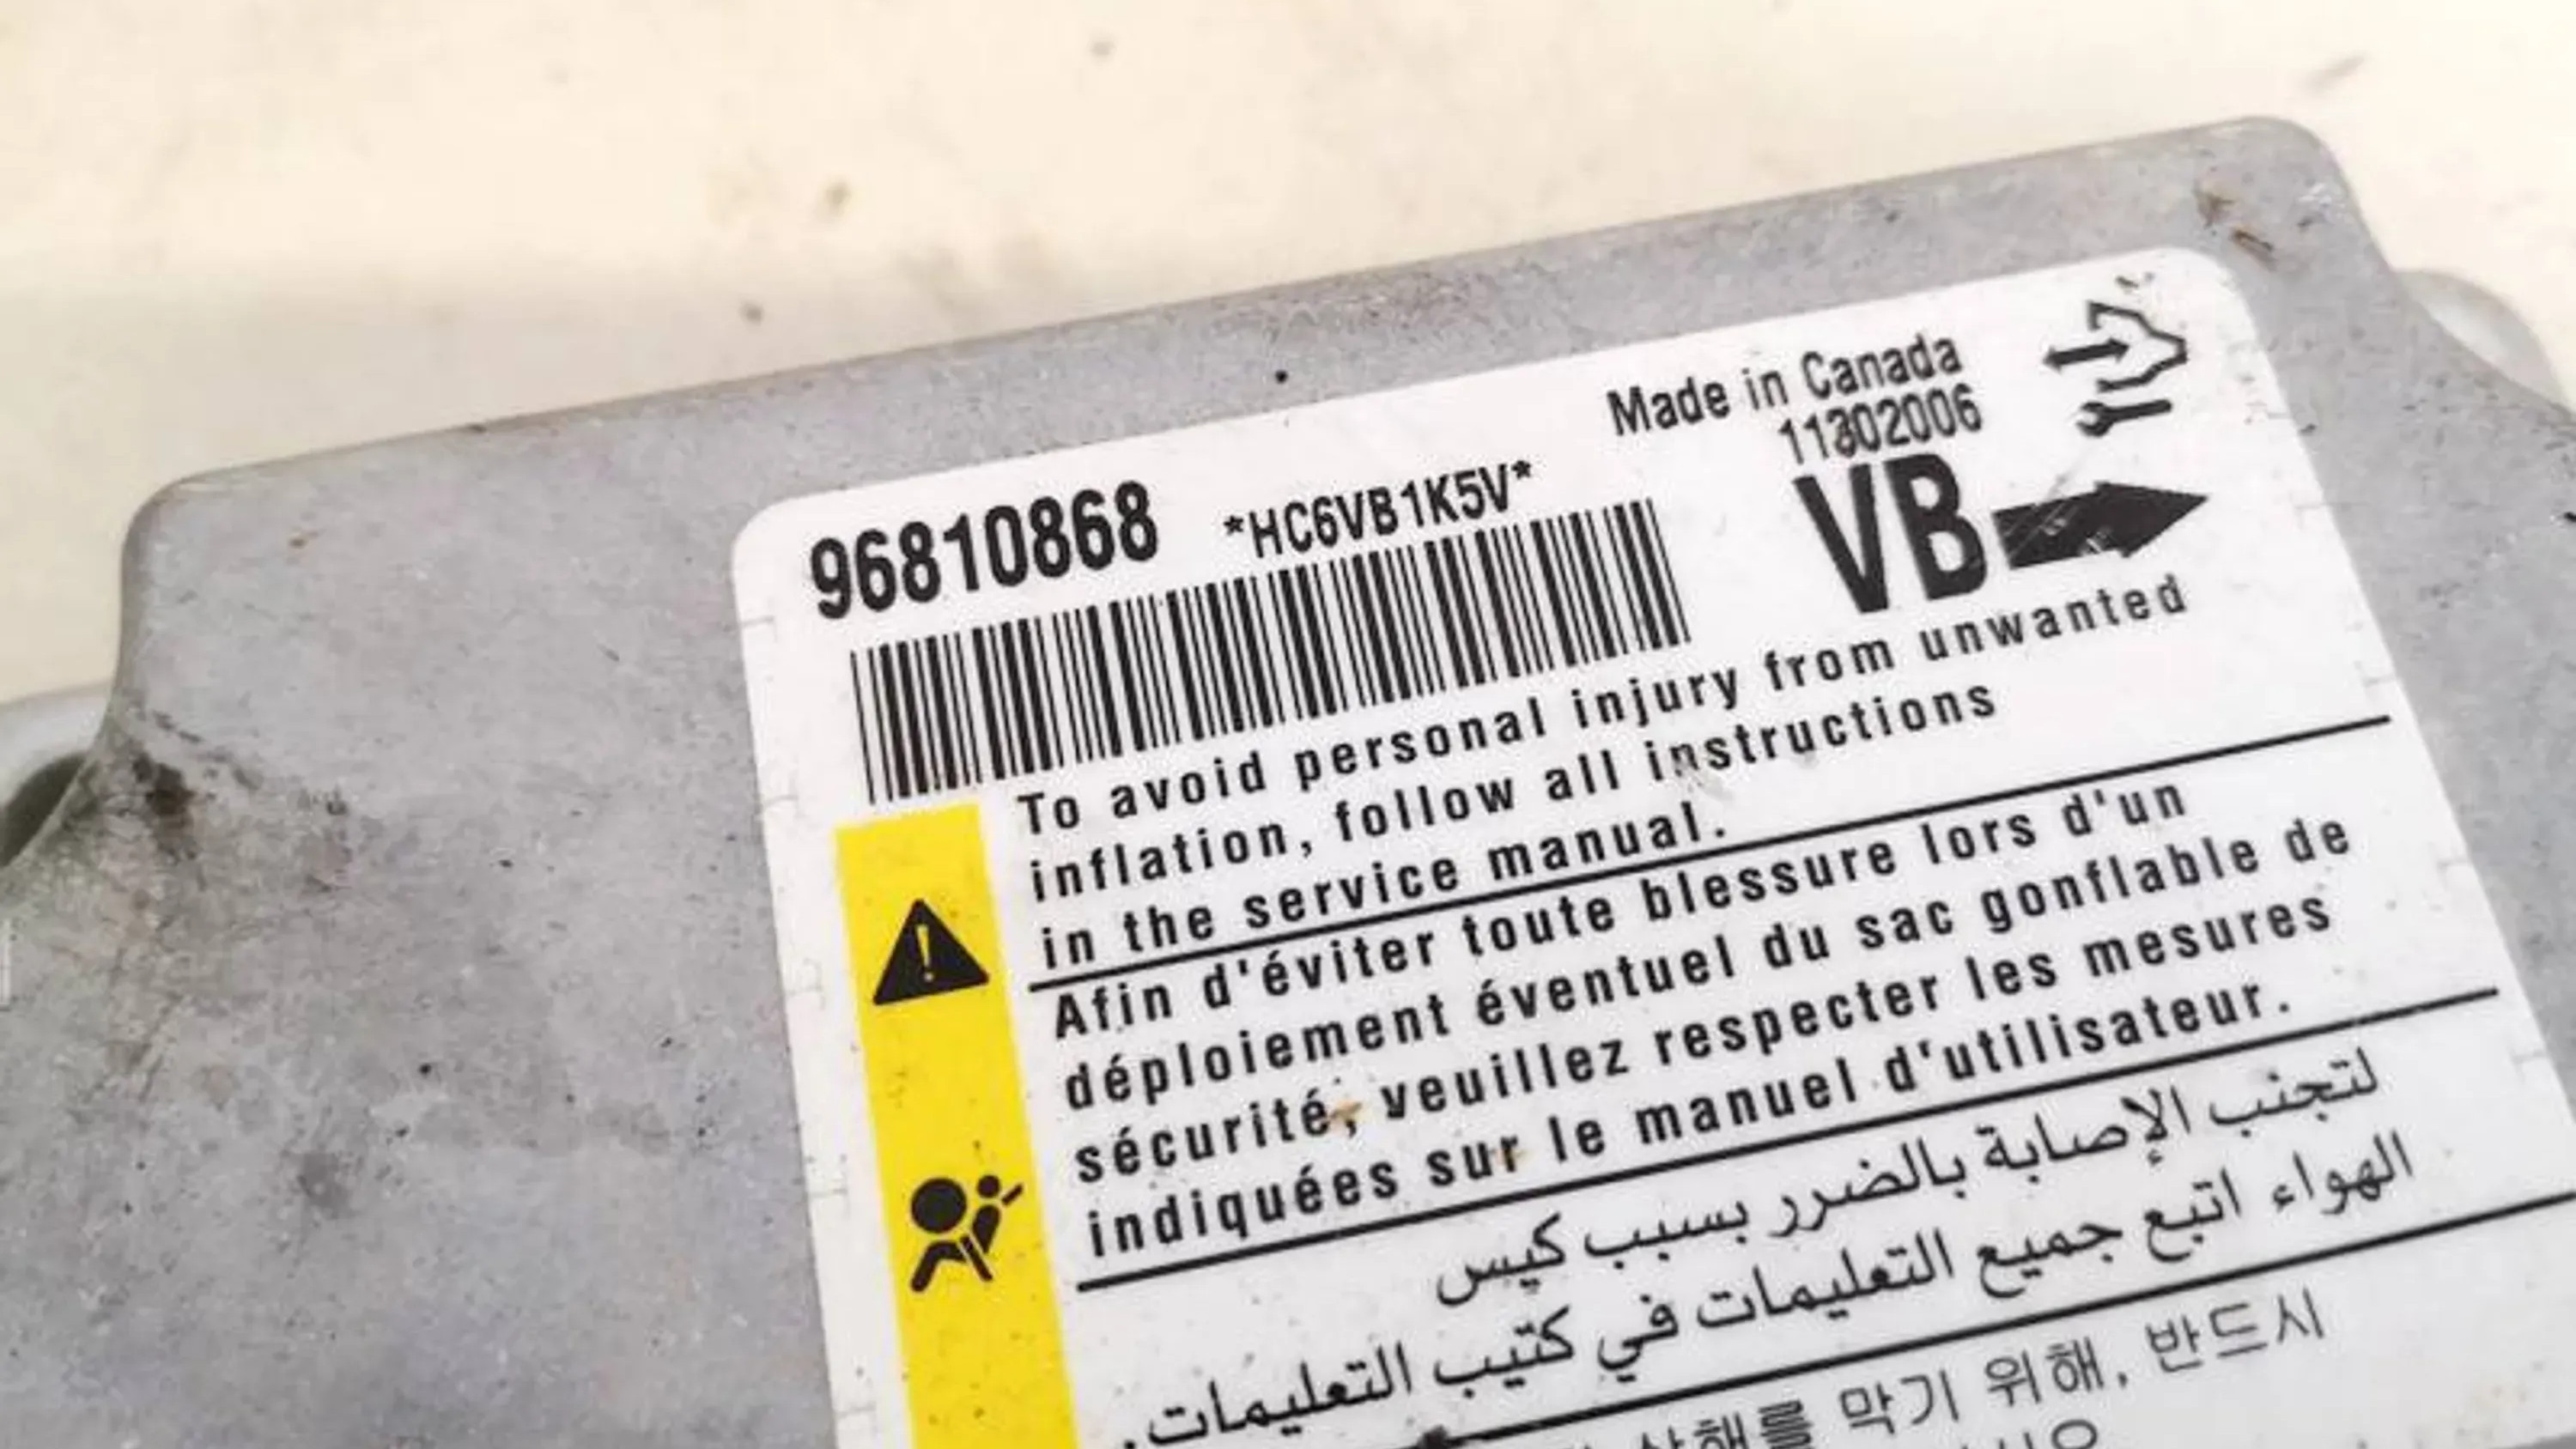 Made in Canada
11302006
96810868 *HC6VB1K5V*
VB
To avoid personal injury from unwanted
inflation, follow all instructions
in the service manual.
Afin d'éviter toute blessure lors d'un
déploiement éventuel du sac gonflable de
sécurité, veuillez respecter les mesures
indiquées sur le manuel d'utilisateur.
لتجنب الإصابة بالضرر بسبب كيس
الهواء اتبع جميع التعليمات في كتيب التعليمات.
상해를 막기 위해, 반드시